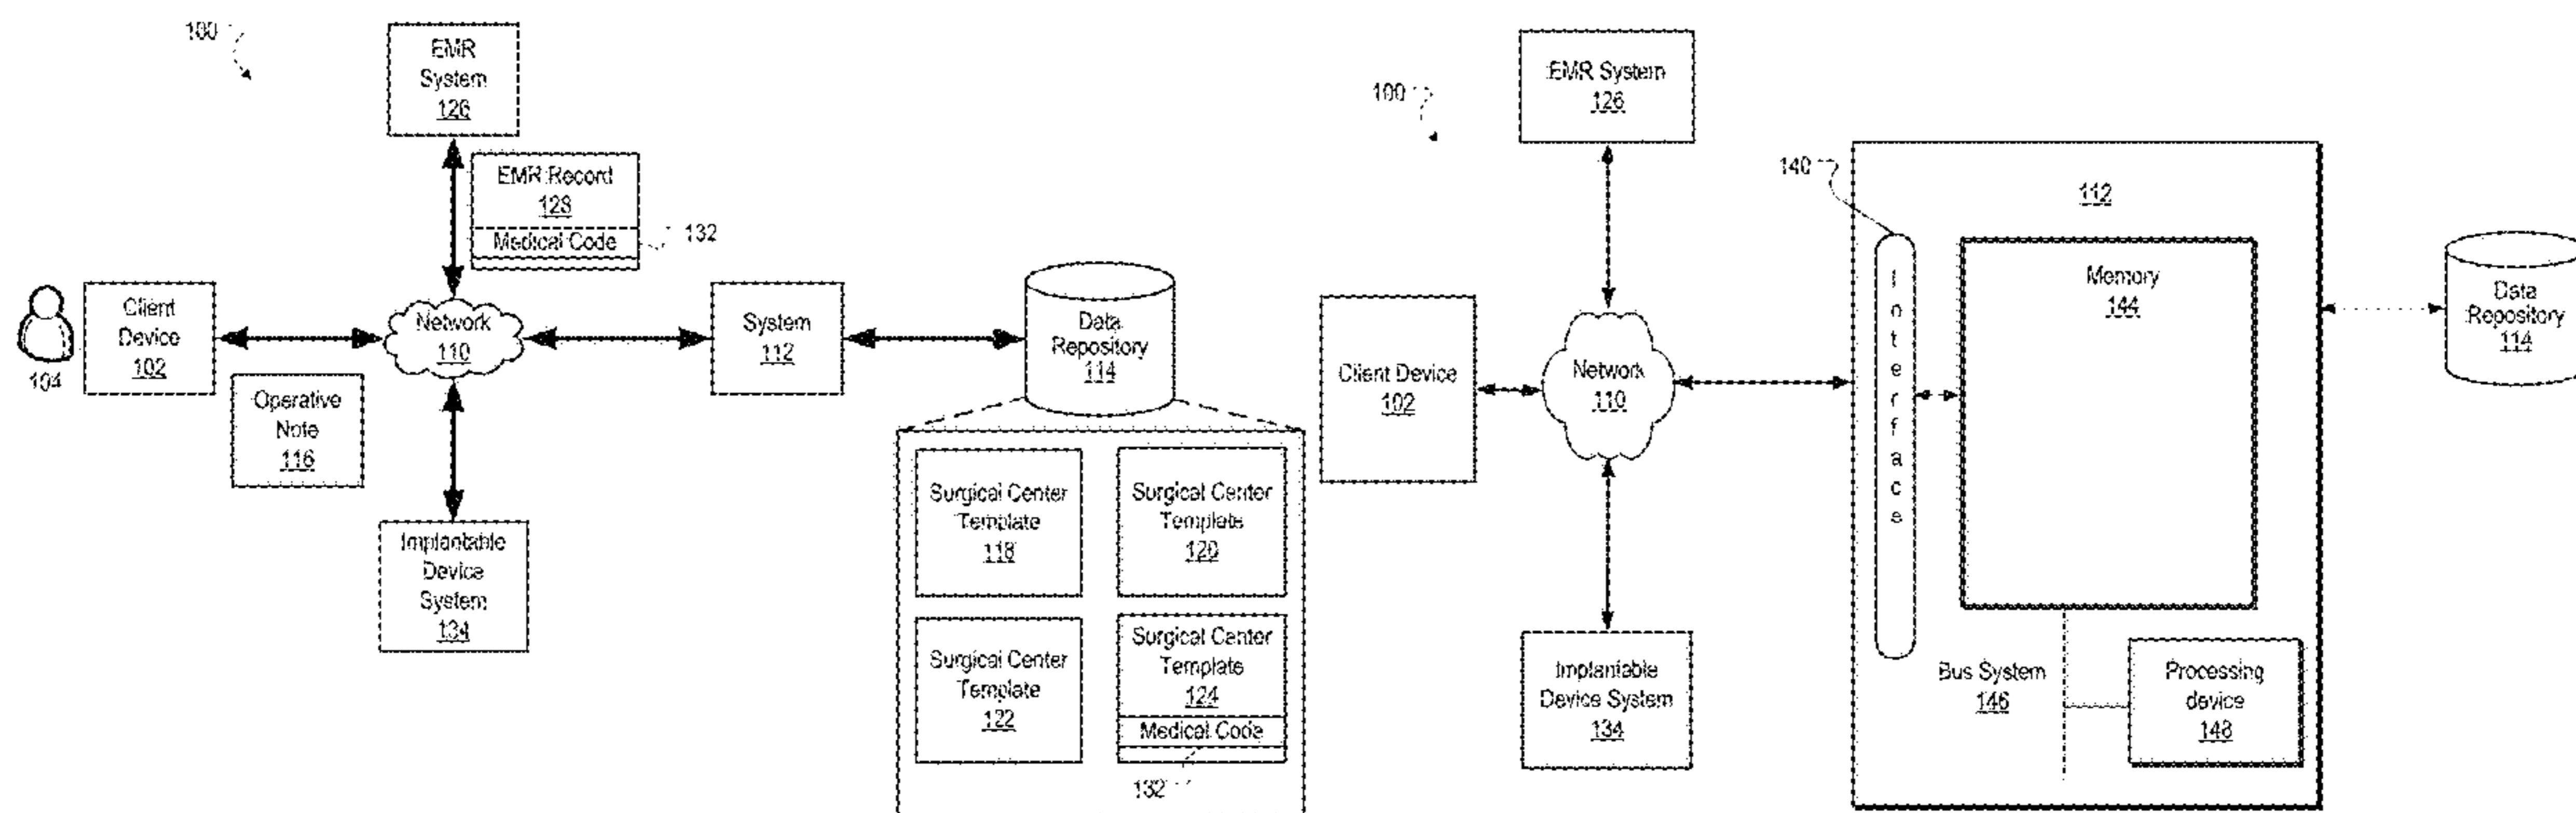 100
EMR
System
126
EMR Record
128
Medical Code
132
Client
Device
102
104
Network
110
System
112
Data
Repository
114
Operative
Note
116
Implantable
Device
System
134
Surgical Center
Template
118
Surgical Center
Template
120
Surgical Center
Template
122
Surgical Center
Template
124
Medical Code
132
100
EMR System
126
Client Device
102
Network
110
Implantable
Device System
134
140
112
Interface
Memory
144
Bus System
146
Processing
device
148
Data
Repository
114